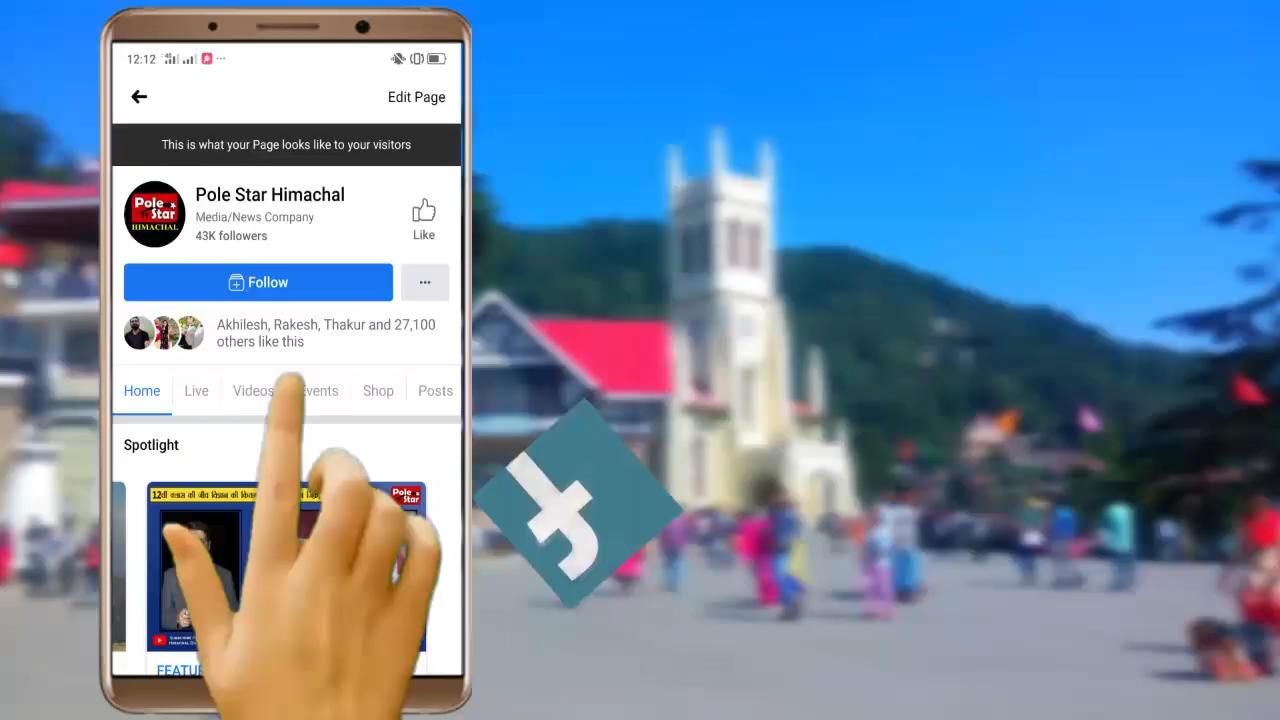 12:12
Edit Page
This is what your Page looks like to your visitors
Pole Star Himachal
Media/News Company
43K followers
Like
Pole
Star
HIMACHAL
Follow
Akhilesh, Rakesh, Thakur and 27,100
others like this
Home Live Videos Events Shop Posts
Spotlight
12वीं क्लास की जीव विज्ञान की
Pole
Star
FEATU